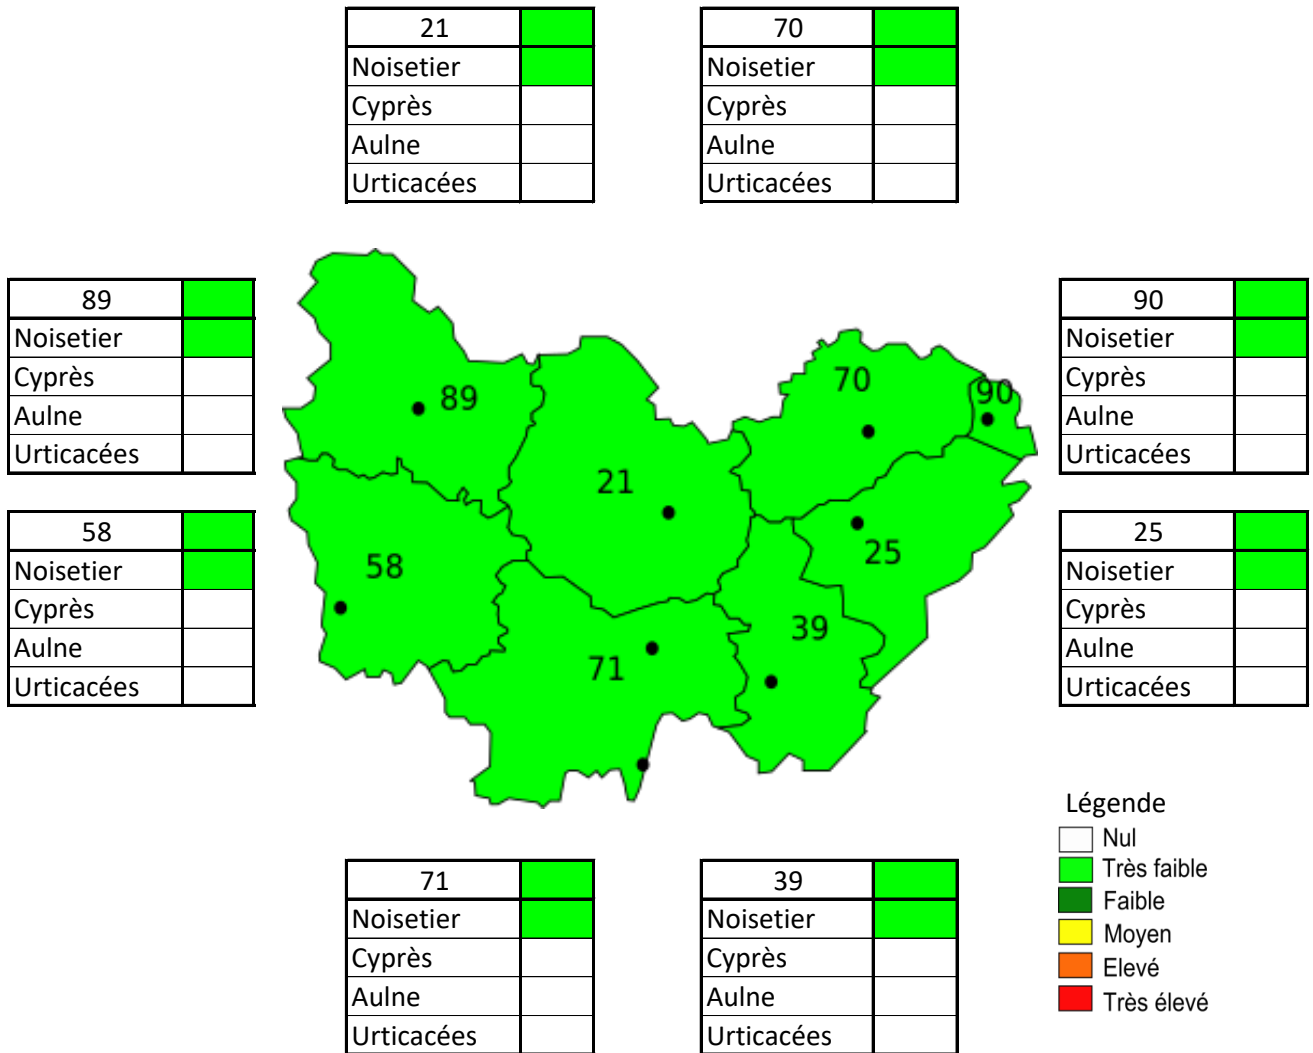 21
Noisetier
Cyprès
Aulne
Urticacées
70
Noisetier
Cyprès
Aulne
Urticacées
89
Noisetier
Cyprès
Aulne
Urticacées
90
Noisetier
Cyprès
Aulne
Urticacées
58
Noisetier
Cyprès
Aulne
Urticacées
25
Noisetier
Cyprès
Aulne
Urticacées
89
70
90
21
25
58
39
71
71
Noisetier
Cyprès
Aulne
Urticacées
39
Noisetier
Cyprès
Aulne
Urticacées
Légende
Nul
Très faible
Faible
Moyen
Elevé
Très élevé